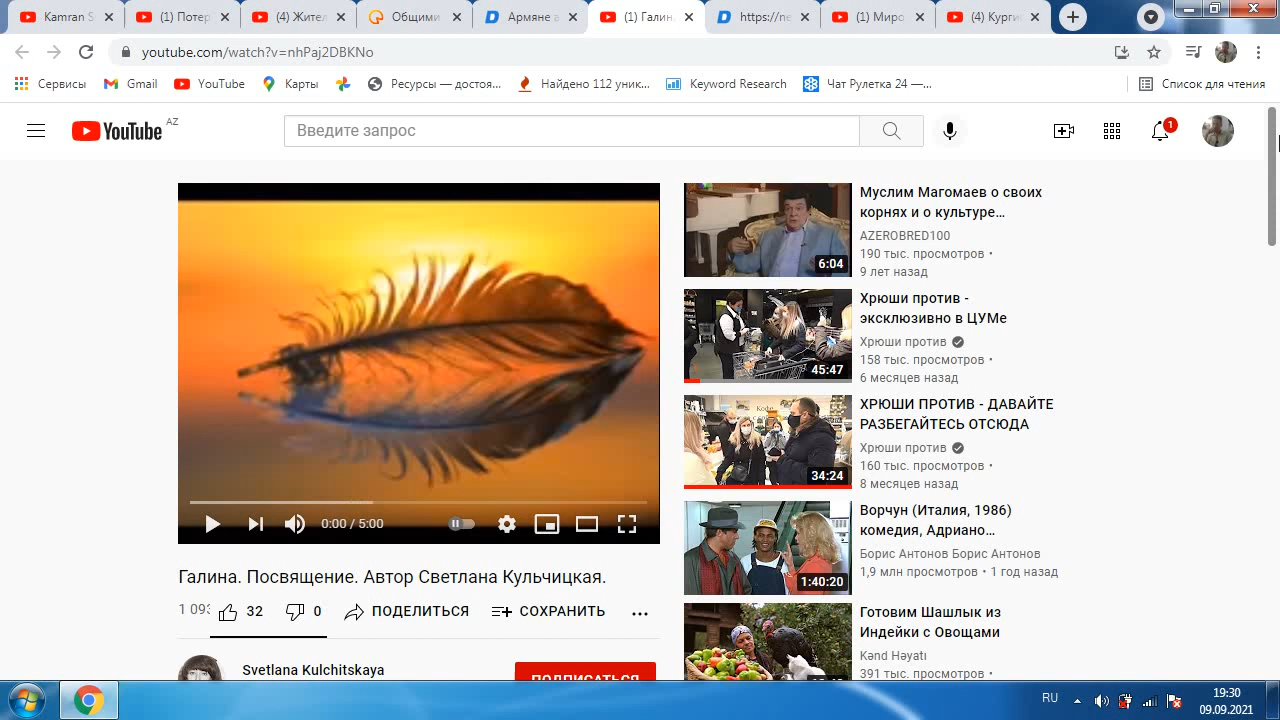 Kamran S
(1) Потер
(4) Жител
Общими
Армяне
(1) Галин
https://ne
(1) Миро
(4) Курги
youtube.com/watch?v=nhPaj2DBKNo
Сервисы
Gmail
YouTube
Карты
Ресурсы — достоя...
Найдено 112 уник...
Keyword Research
Чат Рулетка 24 —...
Список для чтения
YouTube AZ
Введите запрос
1
0:00 / 5:00
Галина. Посвящение. Автор Светлана Кульчицкая.
1 093
32
0
ПОДЕЛИТЬСЯ
СОХРАНИТЬ
Svetlana Kulchitskaya
ПОДПИСАТЬСЯ
6:04
Муслим Магомаев о своих
корнях и о культуре...
AZEROBRED100
190 тыс. просмотров •
9 лет назад
45:47
Хрюши против -
эксклюзивно в ЦУМе
Хрюши против
158 тыс. просмотров •
6 месяцев назад
34:24
ХРЮШИ ПРОТИВ - ДАВАЙТЕ
РАЗБЕГАЙТЕСЬ ОТСЮДА
Хрюши против
160 тыс. просмотров •
8 месяцев назад
1:40:20
Ворчун (Италия, 1986)
комедия, Адриано...
Борис Антонов Борис Антонов
1,9 млн просмотров • 1 год назад
Готовим Шашлык из
Индейки с Овощами
Kənd Həyatı
391 тыс. просмотров •
RU
19:30
09.09.2021